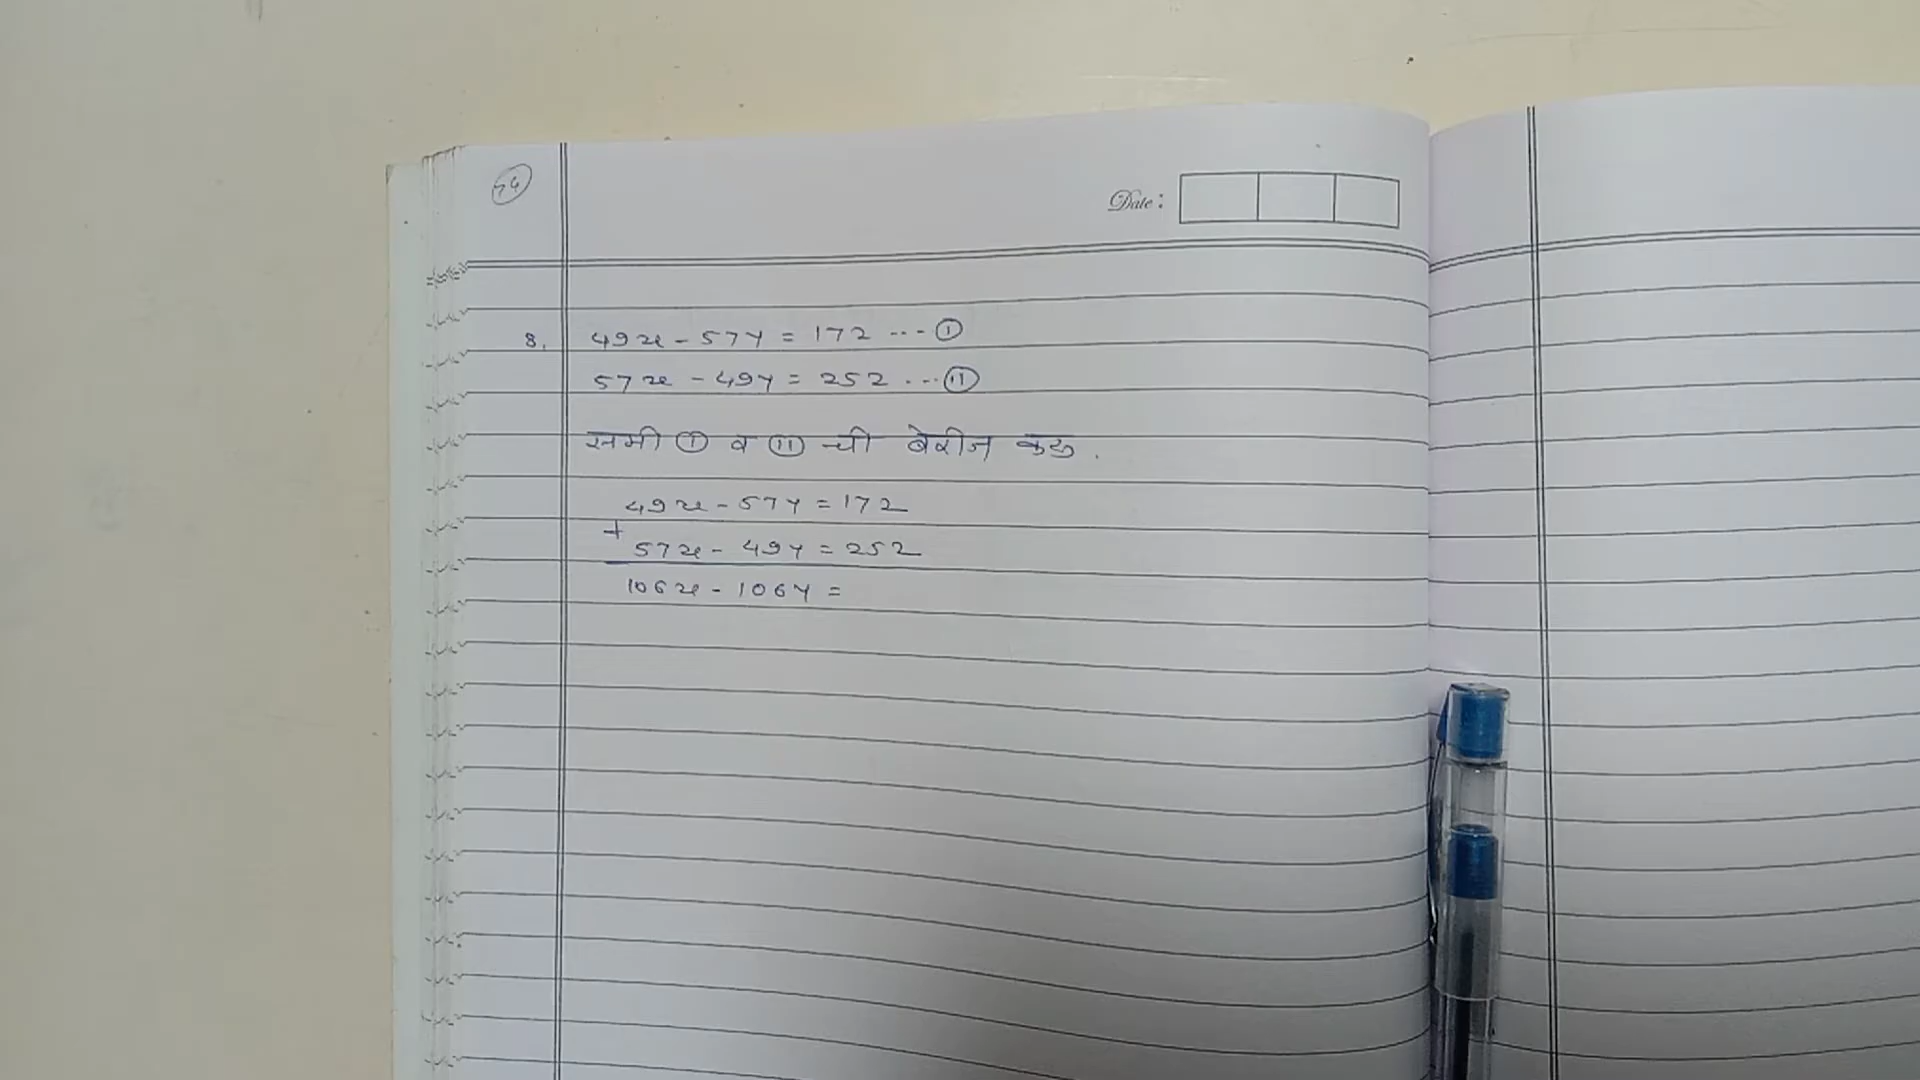 74
Date:
8. 49x - 57y = 172 ... I
57x - 49y = 252 ... II
समी I व II ची बेरीज करू.
49x - 57y = 172
+
57x - 49y = 252
106x - 106y =